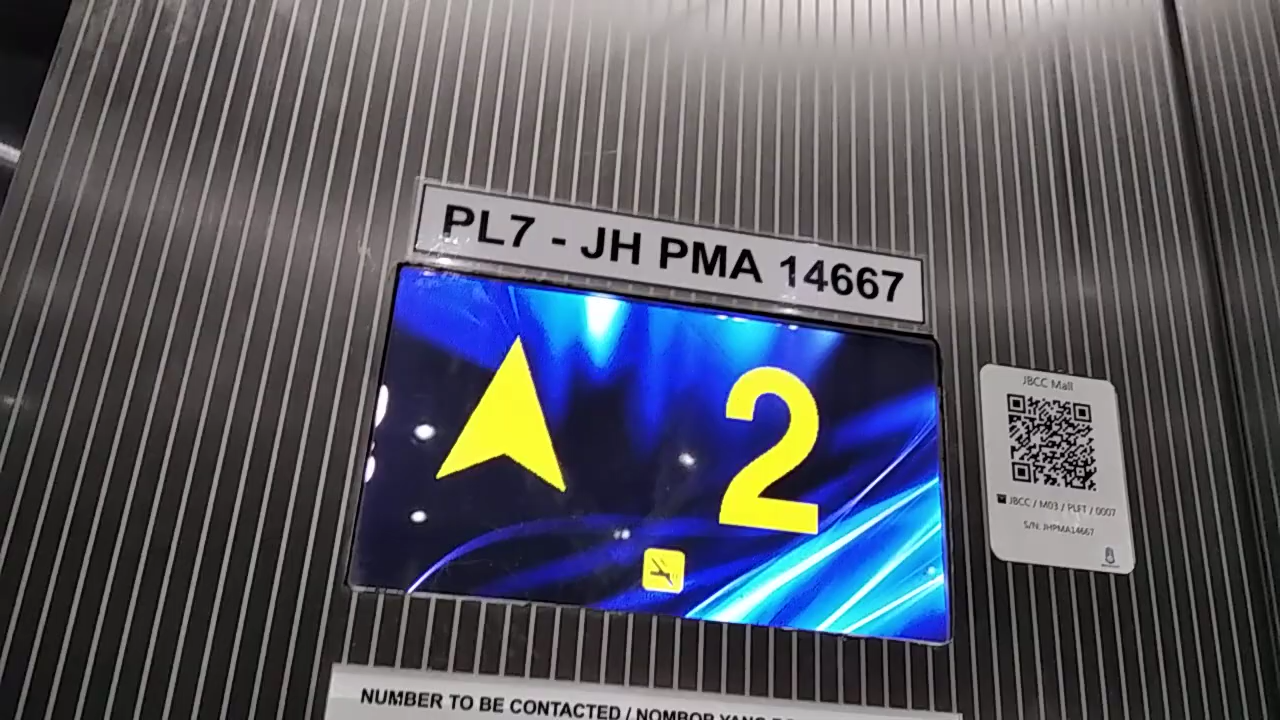 PL7 - JH PMA 14667
2
JBCC Mall
JBCC / M03 / PLFT / 0007
S/N: JHPMA14667
NUMBER TO BE CONTACTED / NOMBOR YANG